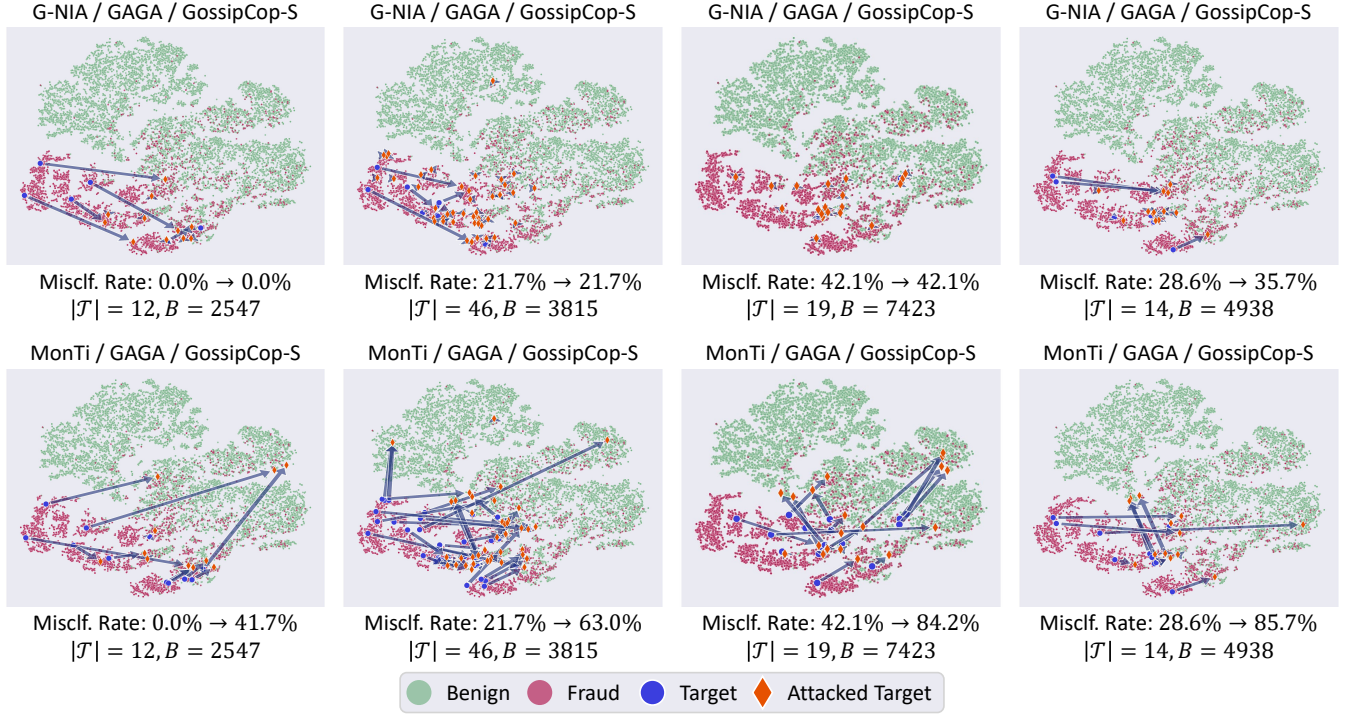 G-NIA / GAGA / GossipCop-S
G-NIA / GAGA / GossipCop-S
G-NIA / GAGA / GossipCop-S
G-NIA / GAGA / GossipCop-S
Misclf. Rate: 0.0% → 0.0%
|𝒯| = 12, B = 2547
Misclf. Rate: 21.7% → 21.7%
|𝒯| = 46, B = 3815
Misclf. Rate: 42.1% → 42.1%
|𝒯| = 19, B = 7423
Misclf. Rate: 28.6% → 35.7%
|𝒯| = 14, B = 4938
MonTi / GAGA / GossipCop-S
MonTi / GAGA / GossipCop-S
MonTi / GAGA / GossipCop-S
MonTi / GAGA / GossipCop-S
Misclf. Rate: 0.0% → 41.7%
|𝒯| = 12, B = 2547
Misclf. Rate: 21.7% → 63.0%
|𝒯| = 46, B = 3815
Misclf. Rate: 42.1% → 84.2%
|𝒯| = 19, B = 7423
Misclf. Rate: 28.6% → 85.7%
|𝒯| = 14, B = 4938
Benign Fraud Target Attacked Target